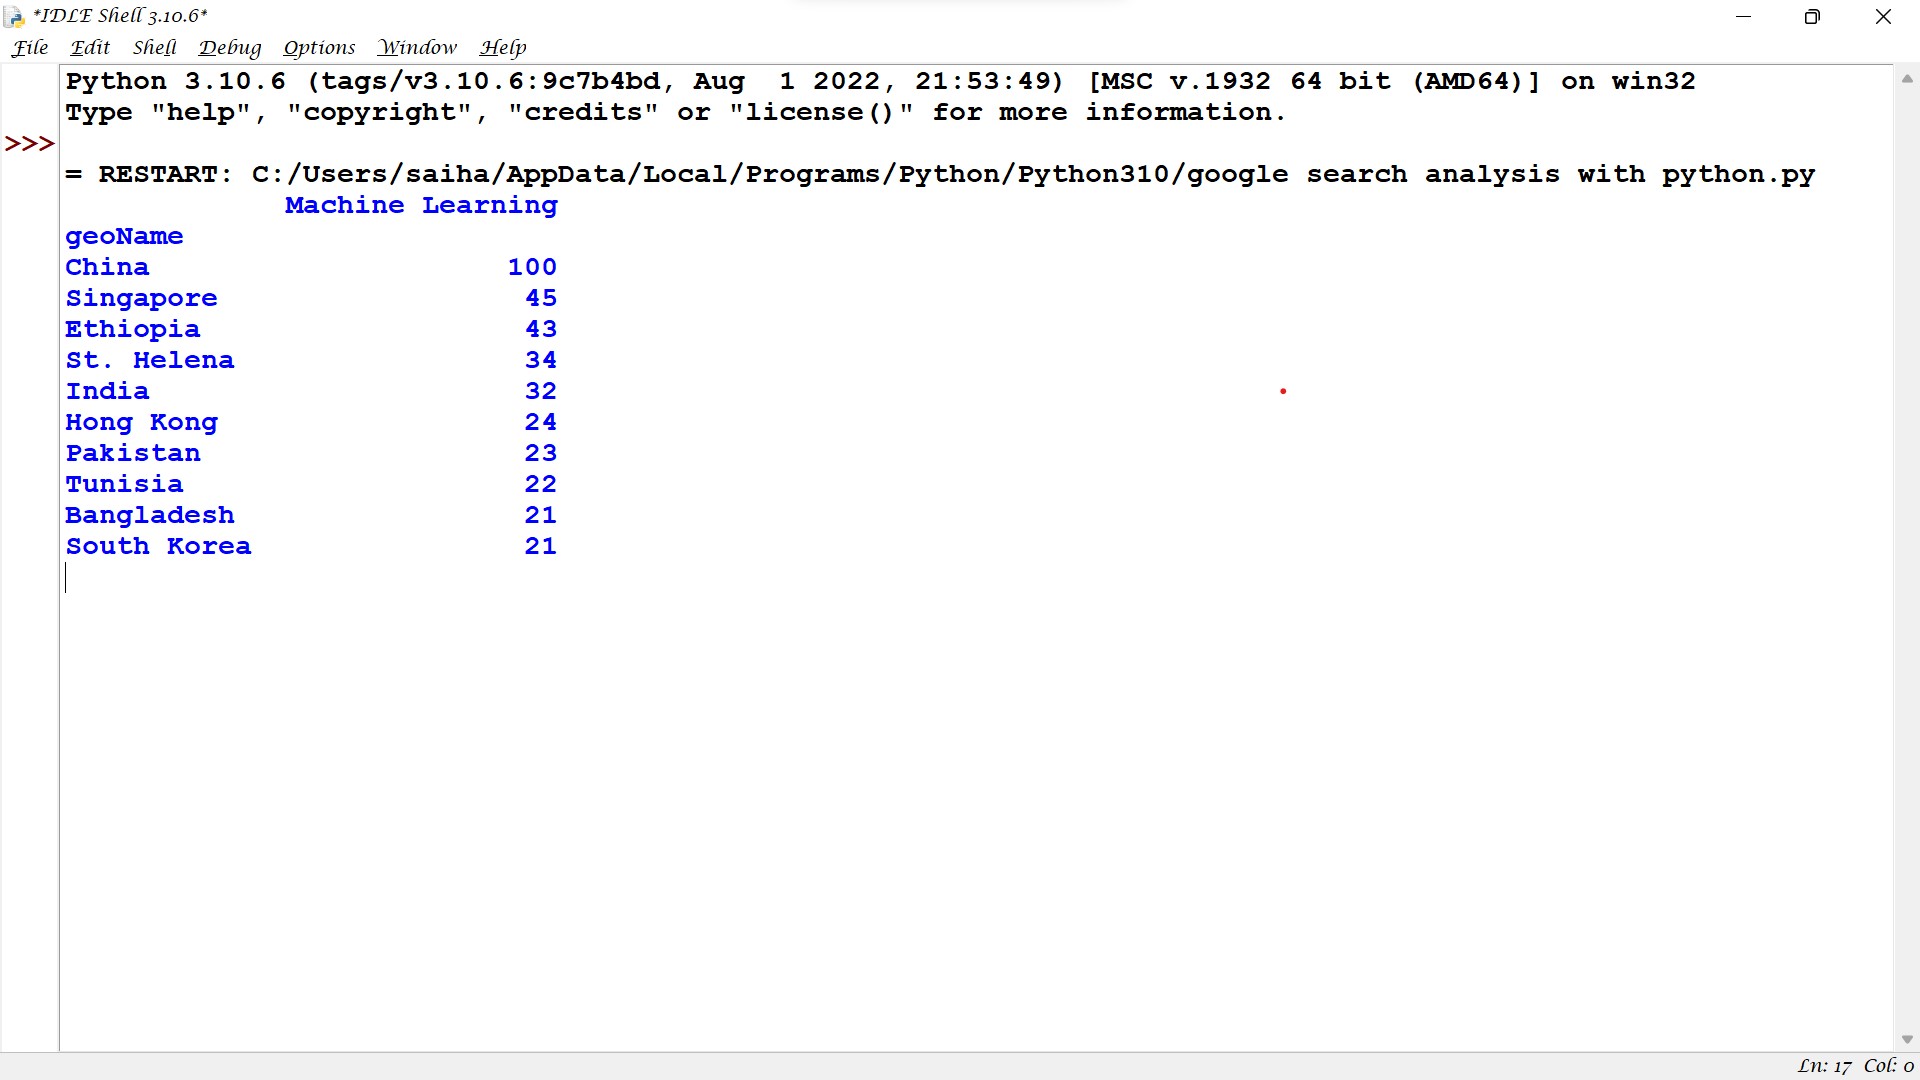 *IDLE Shell 3.10.6*
File Edit Shell Debug Options Window Help
Python 3.10.6 (tags/v3.10.6:9c7b4bd, Aug  1 2022, 21:53:49) [MSC v.1932 64 bit (AMD64)] on win32
Type "help", "copyright", "credits" or "license()" for more information.
>>>
= RESTART: C:/Users/saiha/AppData/Local/Programs/Python/Python310/google search analysis with python.py
Machine Learning
geoName
China 100
Singapore 45
Ethiopia 43
St. Helena 34
India 32
Hong Kong 24
Pakistan 23
Tunisia 22
Bangladesh 21
South Korea 21
Ln: 17 Col: 0